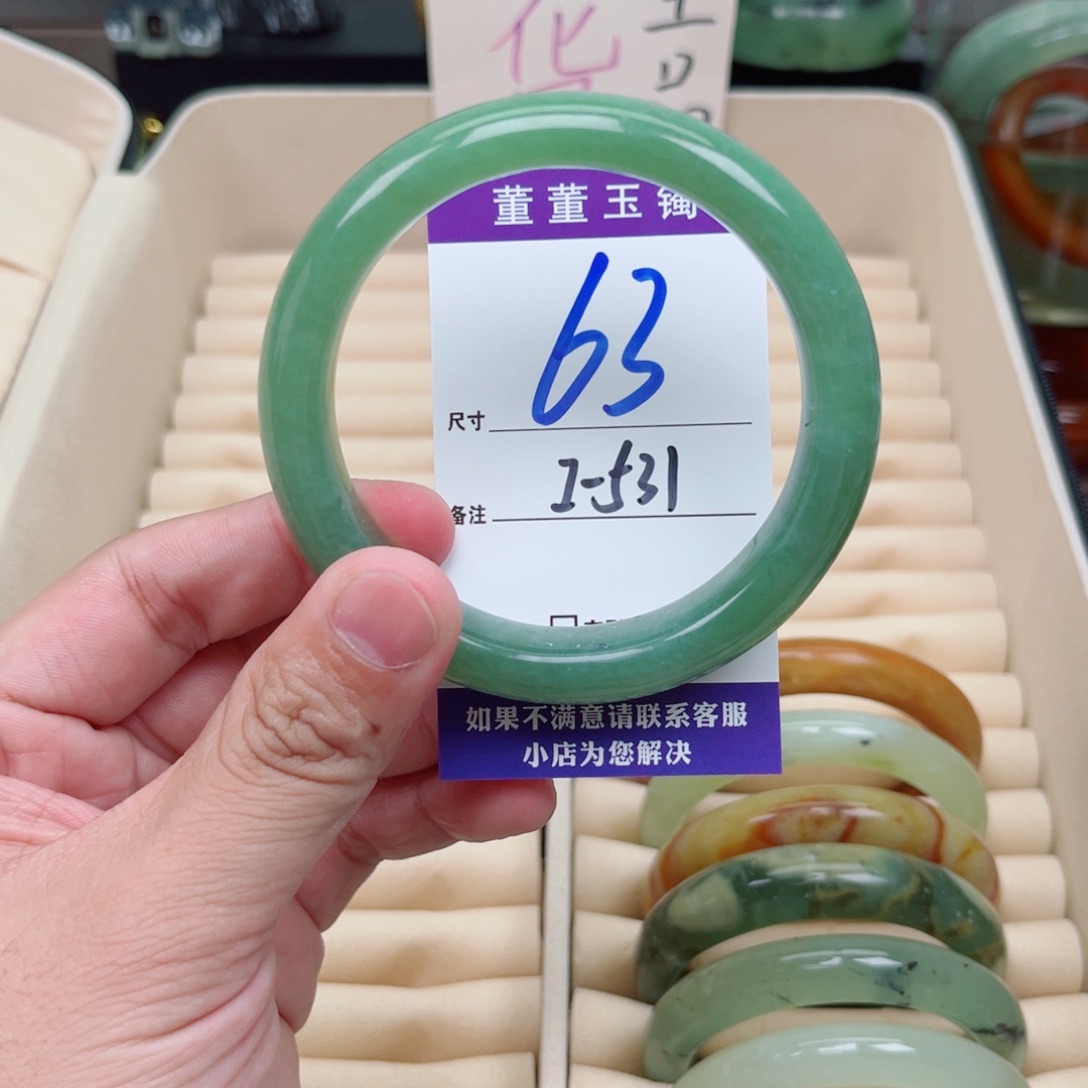 董董玉镯
63
尺寸
I-531
备注
如果不满意请联系客服
小店为您解决